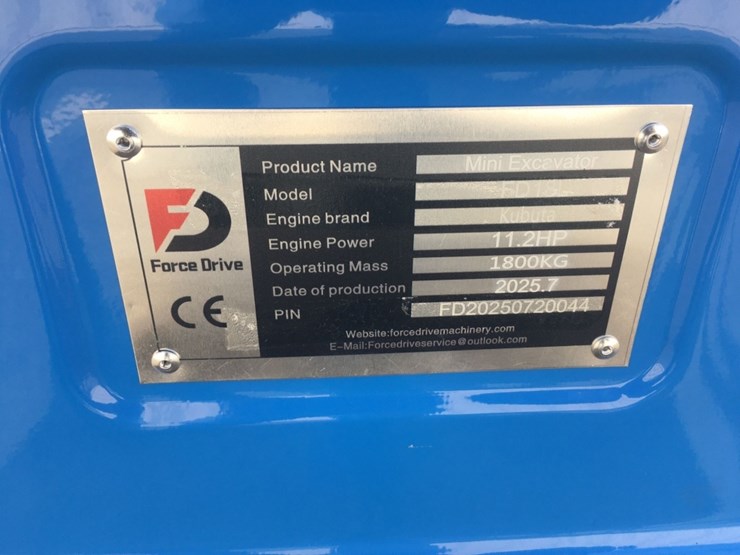 Product Name Mini Excavator
Model
Engine brand Kubota
Engine Power 11.2HP
Operating Mass 1800KG
Date of production 2025.7
PIN FD20250720044
Force Drive
CE
Website:forcedrivemachinery.com
E-Mail:Forcedriveservice@outlook.com